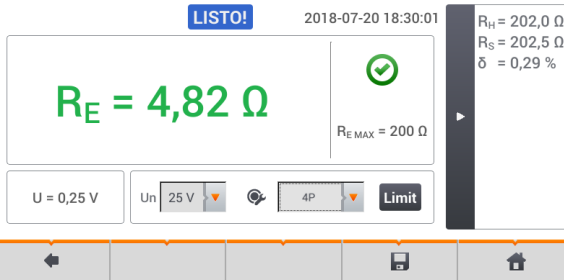 LISTO!
2018-07-20 18:30:01
RE = 4,82 Ω
RE MAX = 200 Ω
U = 0,25 V
Un 25 V 4P Limit
RH = 202,0 Ω
RS = 202,5 Ω
δ = 0,29 %